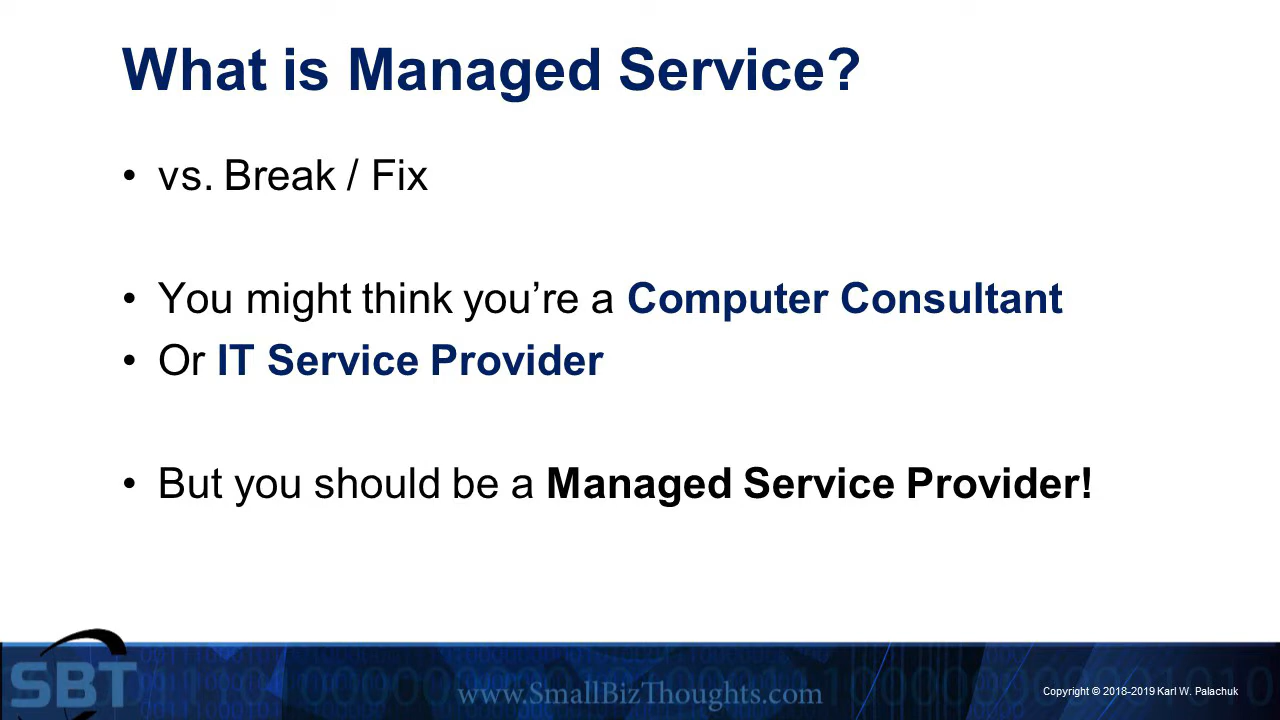 What is Managed Service?
• vs. Break / Fix
• You might think you’re a Computer Consultant
• Or IT Service Provider
• But you should be a Managed Service Provider!
SBT
www.SmallBizThoughts.com
Copyright © 2018-2019 Karl W. Palachuk